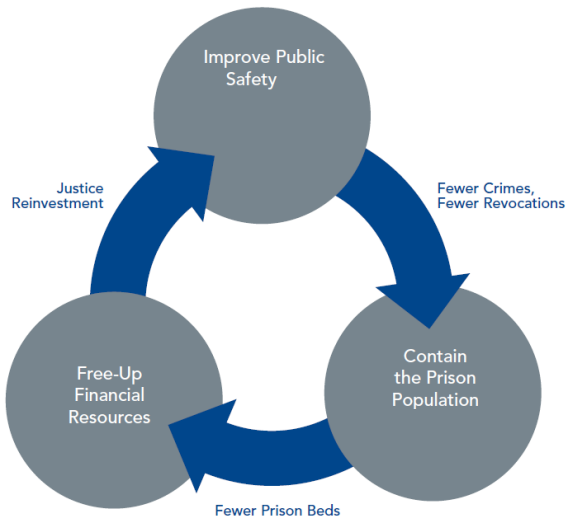 Improve Public
Safety
Justice
Reinvestment
Fewer Crimes,
Fewer Revocations
Contain
the Prison
Population
Free-Up
Financial
Resources
Fewer Prison Beds